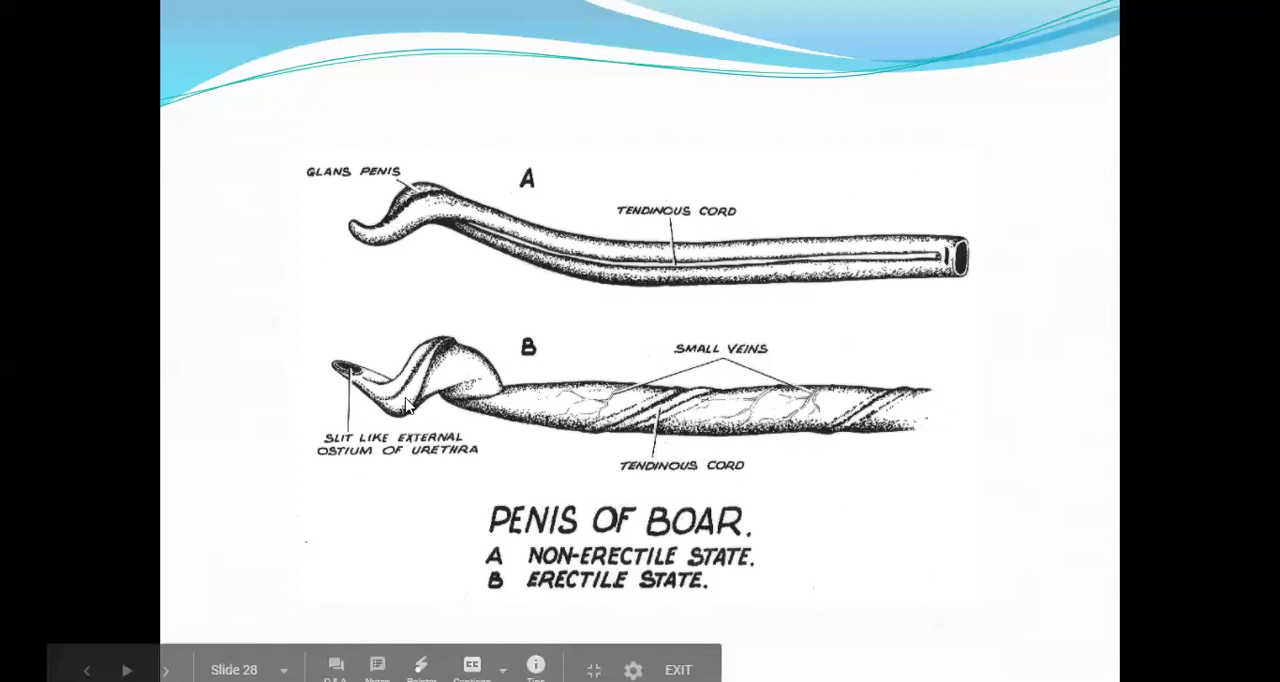 GLANS PENIS
A
TENDINOUS CORD
B
SMALL VEINS
SLIT LIKE EXTERNAL
OSTIUM OF URETHRA
TENDINOUS CORD
PENIS OF BOAR.
A NON-ERECTILE STATE.
B ERECTILE STATE.
Slide 28
CC
EXIT